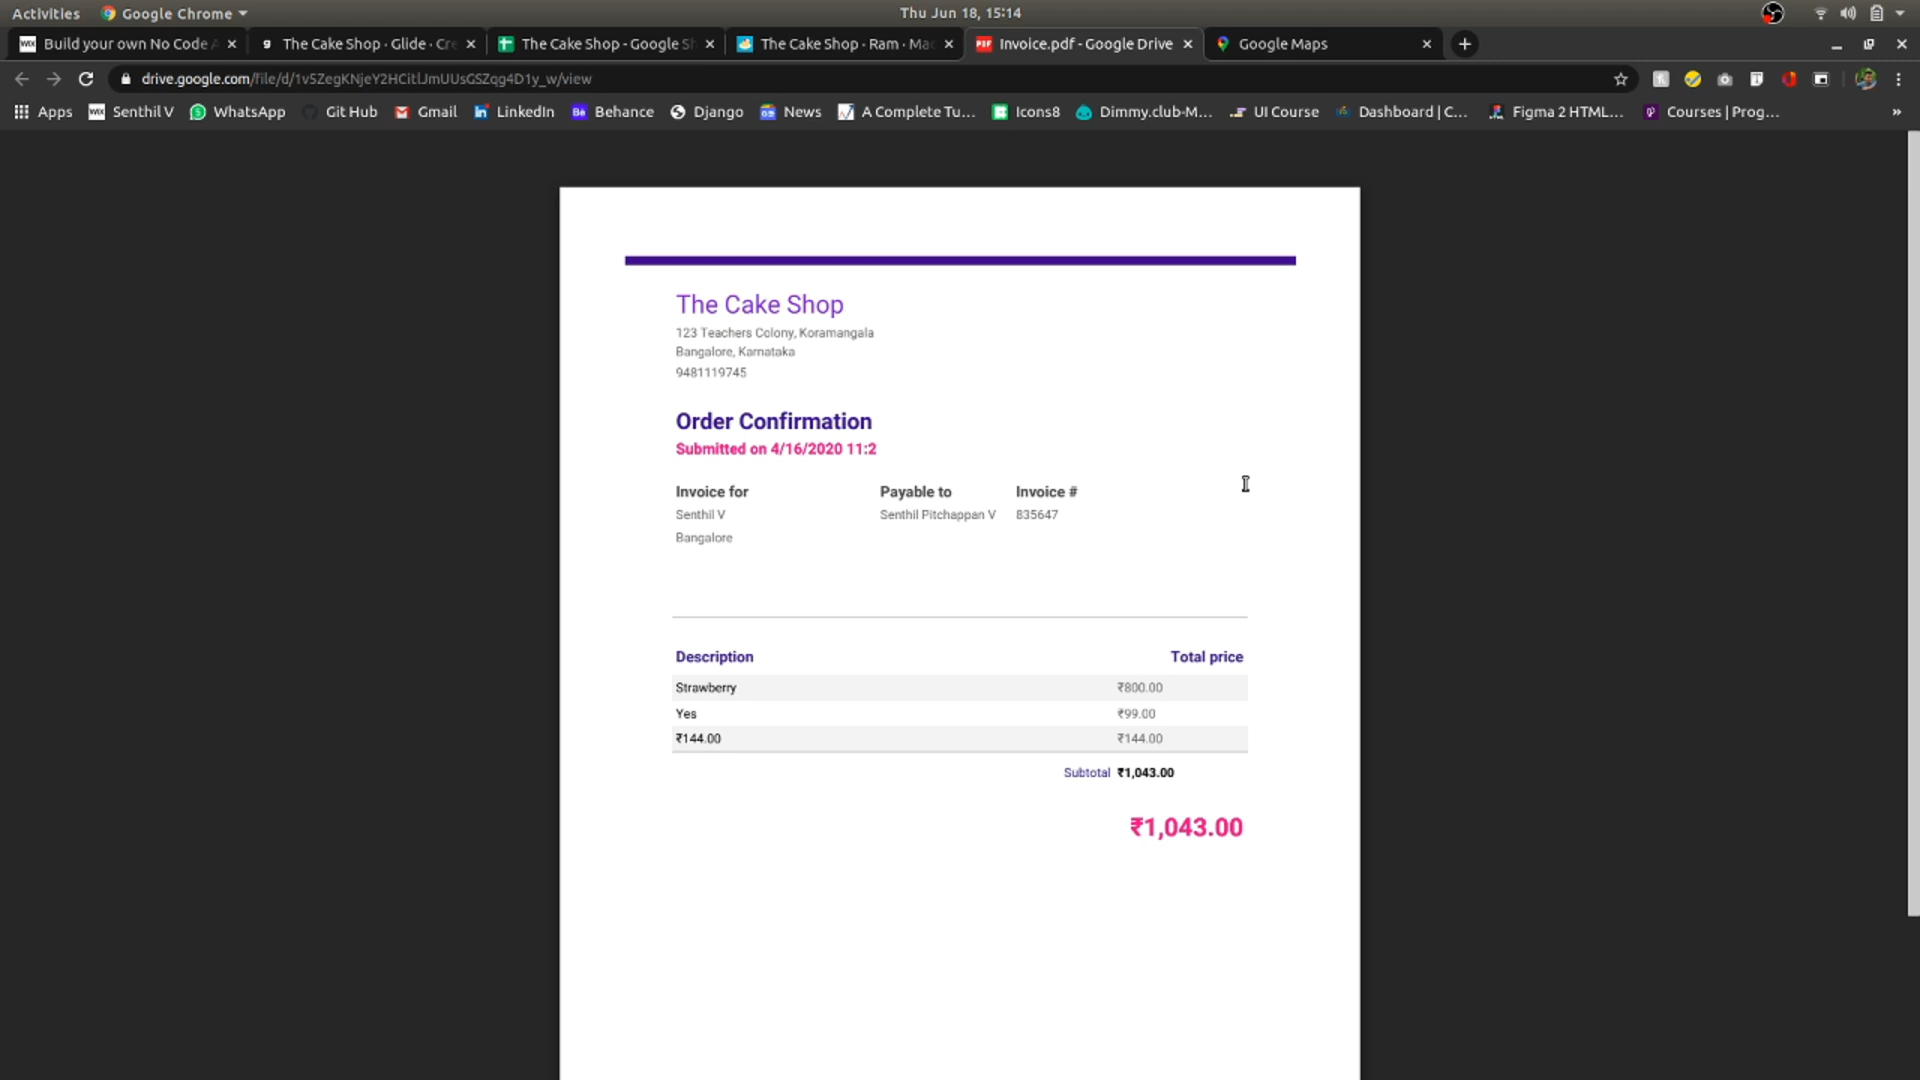 Activities Google Chrome Thu Jun 18, 15:14
Build your own No Code A The Cake Shop · Glide · Cre The Cake Shop - Google Sh The Cake Shop · Ram · Mac Invoice.pdf - Google Drive Google Maps
drive.google.com/file/d/1v5ZegKNjeY2HCitlJmUUsGSZqg4D1y_w/view
Apps Senthil V WhatsApp Git Hub Gmail LinkedIn Behance Django News A Complete Tu... Icons8 Dimmy.club-M... UI Course Dashboard | C... Figma 2 HTML... Courses | Prog... »
The Cake Shop
123 Teachers Colony, Koramangala
Bangalore, Karnataka
9481119745
Order Confirmation
Submitted on 4/16/2020 11:2
Invoice for Payable to Invoice #
Senthil V Senthil Pitchappan V 835647
Bangalore
Description Total price
Strawberry ₹800.00
Yes ₹99.00
₹144.00 ₹144.00
Subtotal ₹1,043.00
₹1,043.00